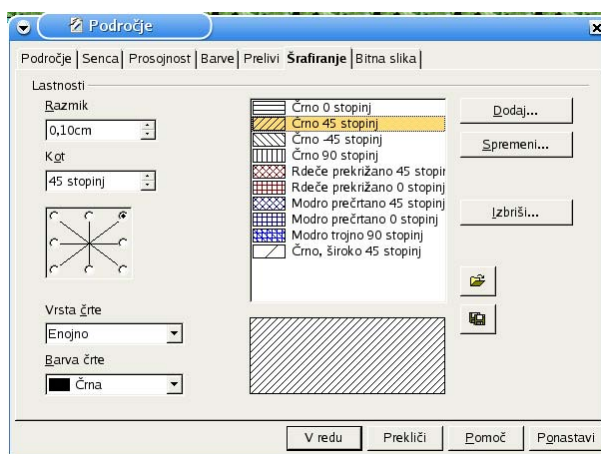 Področje
Področje Senca Prosojnost Barve Prelivi Šrafiranje Bitna slika
Lastnosti
Razmik
0,10cm
Kot
45 stopinj
Vrsta črte
Enojno
Barva črte
Črna
Črno 0 stopinj
Črno 45 stopinj
Črno -45 stopinj
Črno 90 stopinj
Rdeče prekrižano 45 stopinj
Rdeče prekrižano 0 stopinj
Modro prečrtano 45 stopinj
Modro prečrtano 0 stopinj
Modro trojno 90 stopinj
Črno, široko 45 stopinj
Dodaj...
Spremeni...
Izbriši...
V redu Prekliči Pomoč Ponastavi